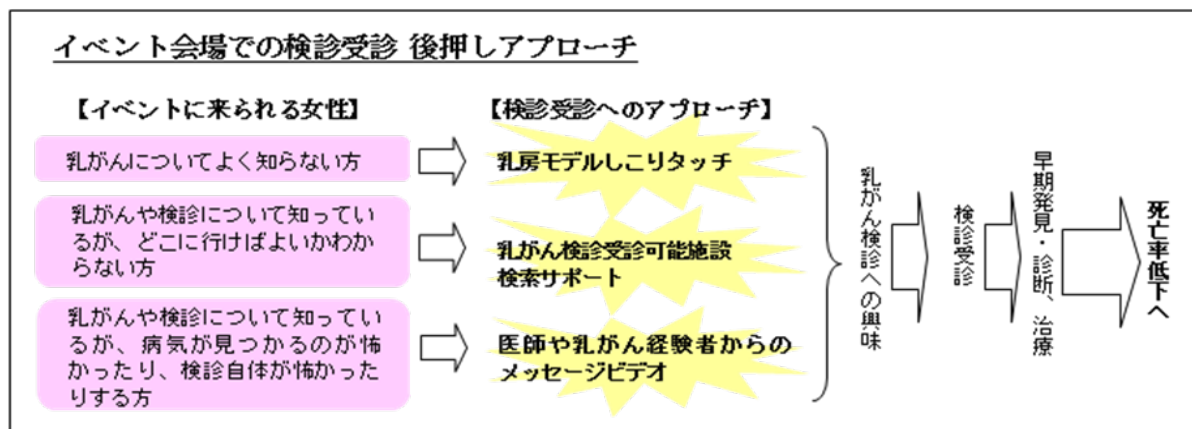 イベント会場での検診受診 後押しアプローチ
【イベントに来られる女性】
【検診受診へのアプローチ】
乳がんについてよく知らない方
乳房モデルしこりタッチ
乳がんや検診について知ってい
るが、どこに行けばよいかわか
らない方
乳がん検診受診可能施設
検索サポート
乳がんや検診について知ってい
るが、病気が見つかるのが怖
かったり、検診自体が怖かった
りする方
医師や乳がん経験者からの
メッセージビデオ
乳がん検診への興味
検診受診
早期発見・診断、治療
死亡率低下へ